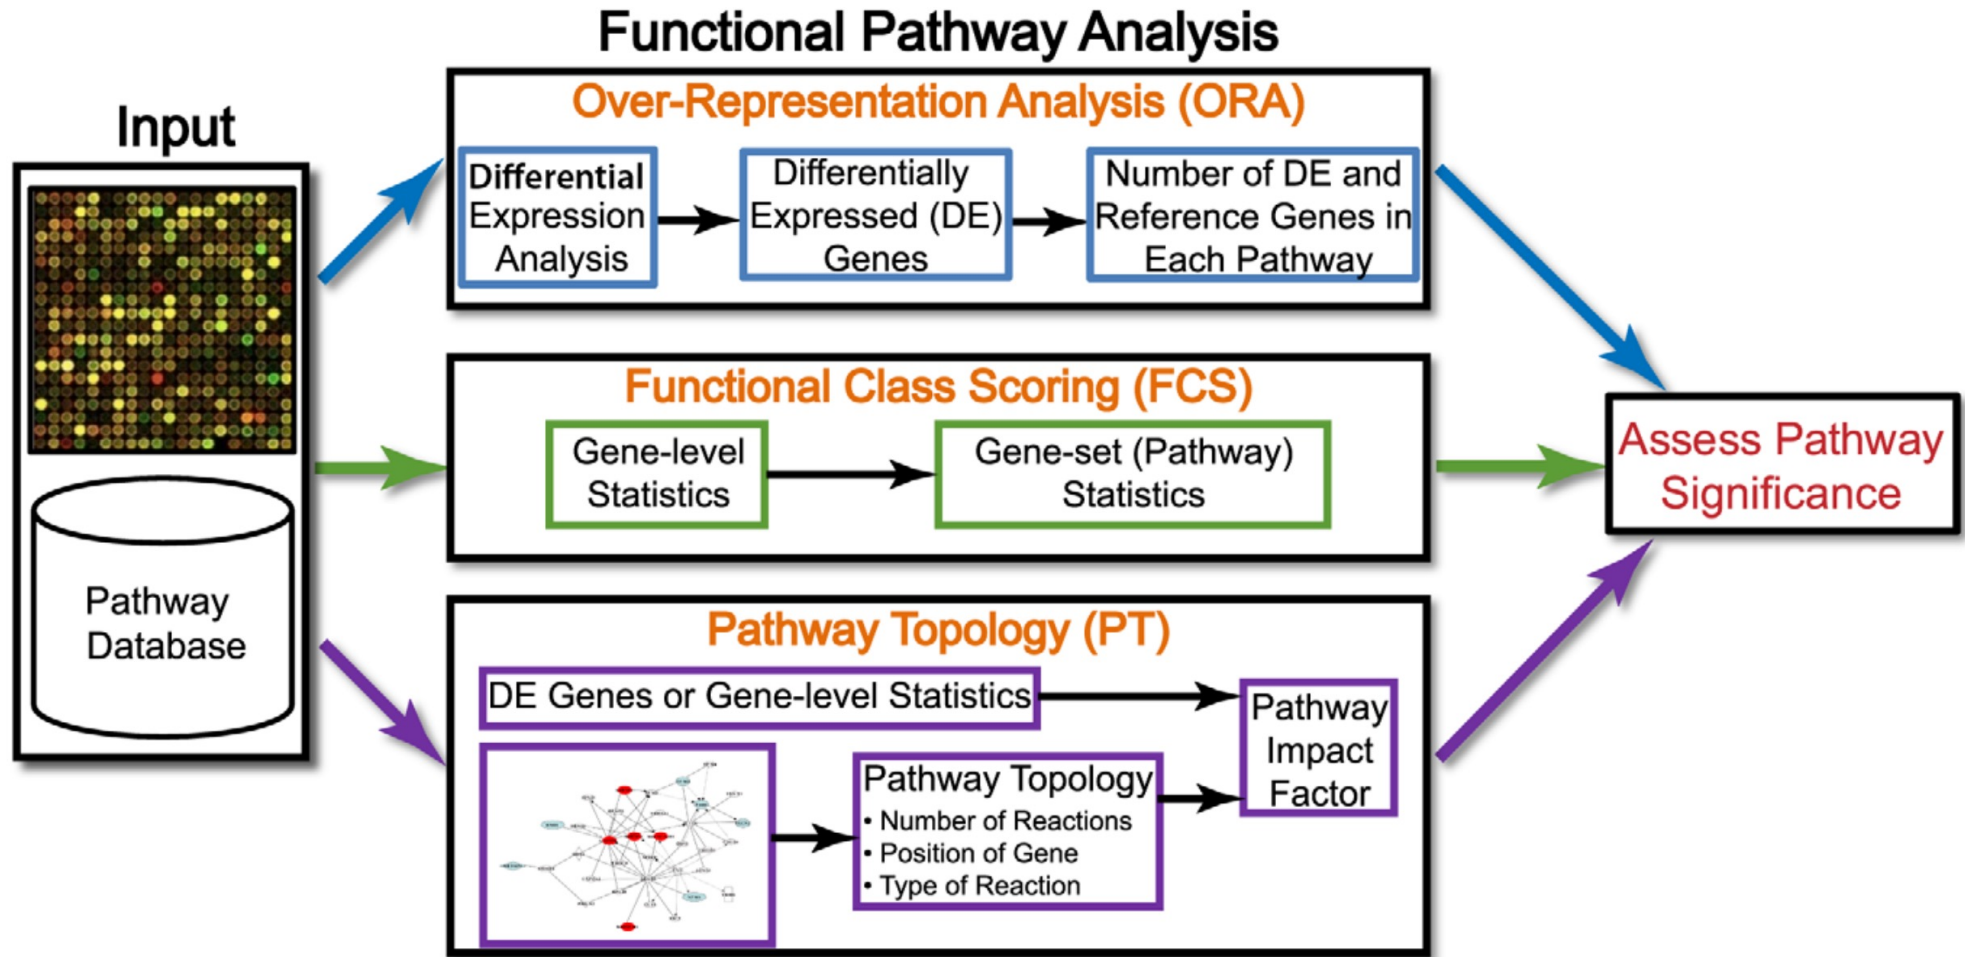 Functional Pathway Analysis
Input
Pathway
Database
Over-Representation Analysis (ORA)
Differential
Expression
Analysis
Differentially
Expressed (DE)
Genes
Number of DE and
Reference Genes in
Each Pathway
Functional Class Scoring (FCS)
Gene-level
Statistics
Gene-set (Pathway)
Statistics
Pathway Topology (PT)
DE Genes or Gene-level Statistics
Pathway Topology
• Number of Reactions
• Position of Gene
• Type of Reaction
Pathway
Impact
Factor
Assess Pathway
Significance